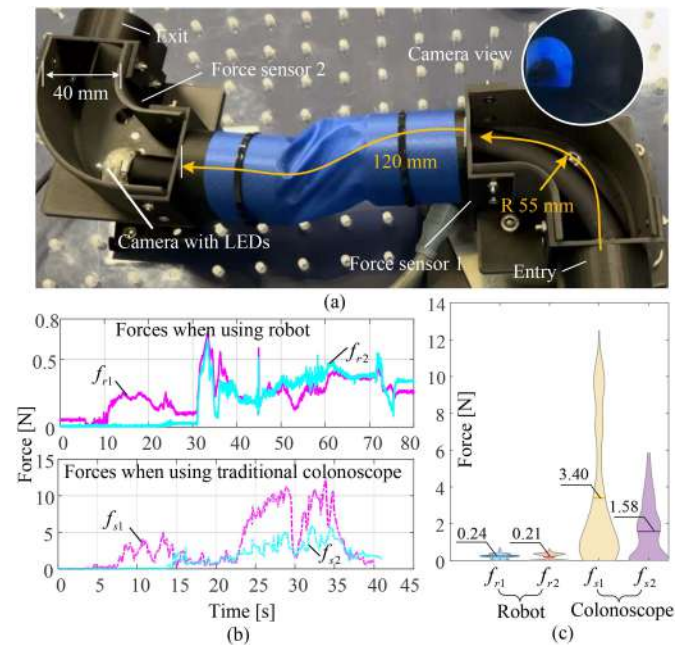 Exit
Camera view
Force sensor 2
40 mm
120 mm
R 55 mm
Camera with LEDs
Force sensor 1
Entry
(a)
0.8
Forces when using robot
0.5
f_r1
f_r2
0
0 10 20 30 40 50 60 70 80
Force [N]
15
Forces when using traditional colonoscope
10
f_s1
5
f_s2
0
0 5 10 15 20 25 30 35 40 45
Time [s]
(b)
14
12
10
8
Force [N]
6
4
3.40
2
1.58
0.24
0.21
0
f_r1 f_r2 f_s1 f_s2
Robot Colonoscope
(c)